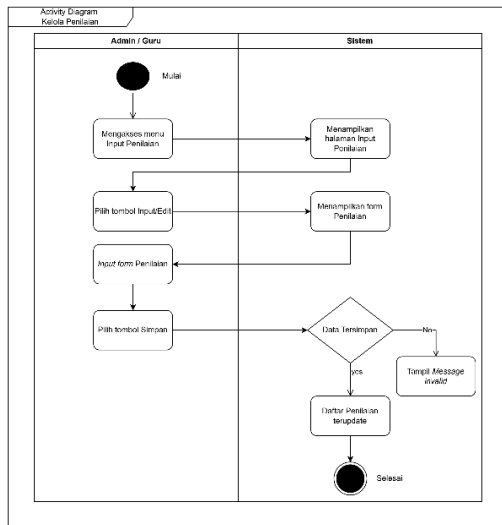 Activity Diagram
Kelola Penilaian
Admin / Guru
Sistem
Mulai
Mengakses menu
Input Penilaian
Menampilkan
halaman Input
Penilaian
Pilih tombol Input/Edit
Menampilkan form
Penilaian
Input form Penilaian
Pilih tombol Simpan
Data Tersimpan
No
Tampil Message
invalid
yes
Daftar Penilaian
terupdate
Selesai